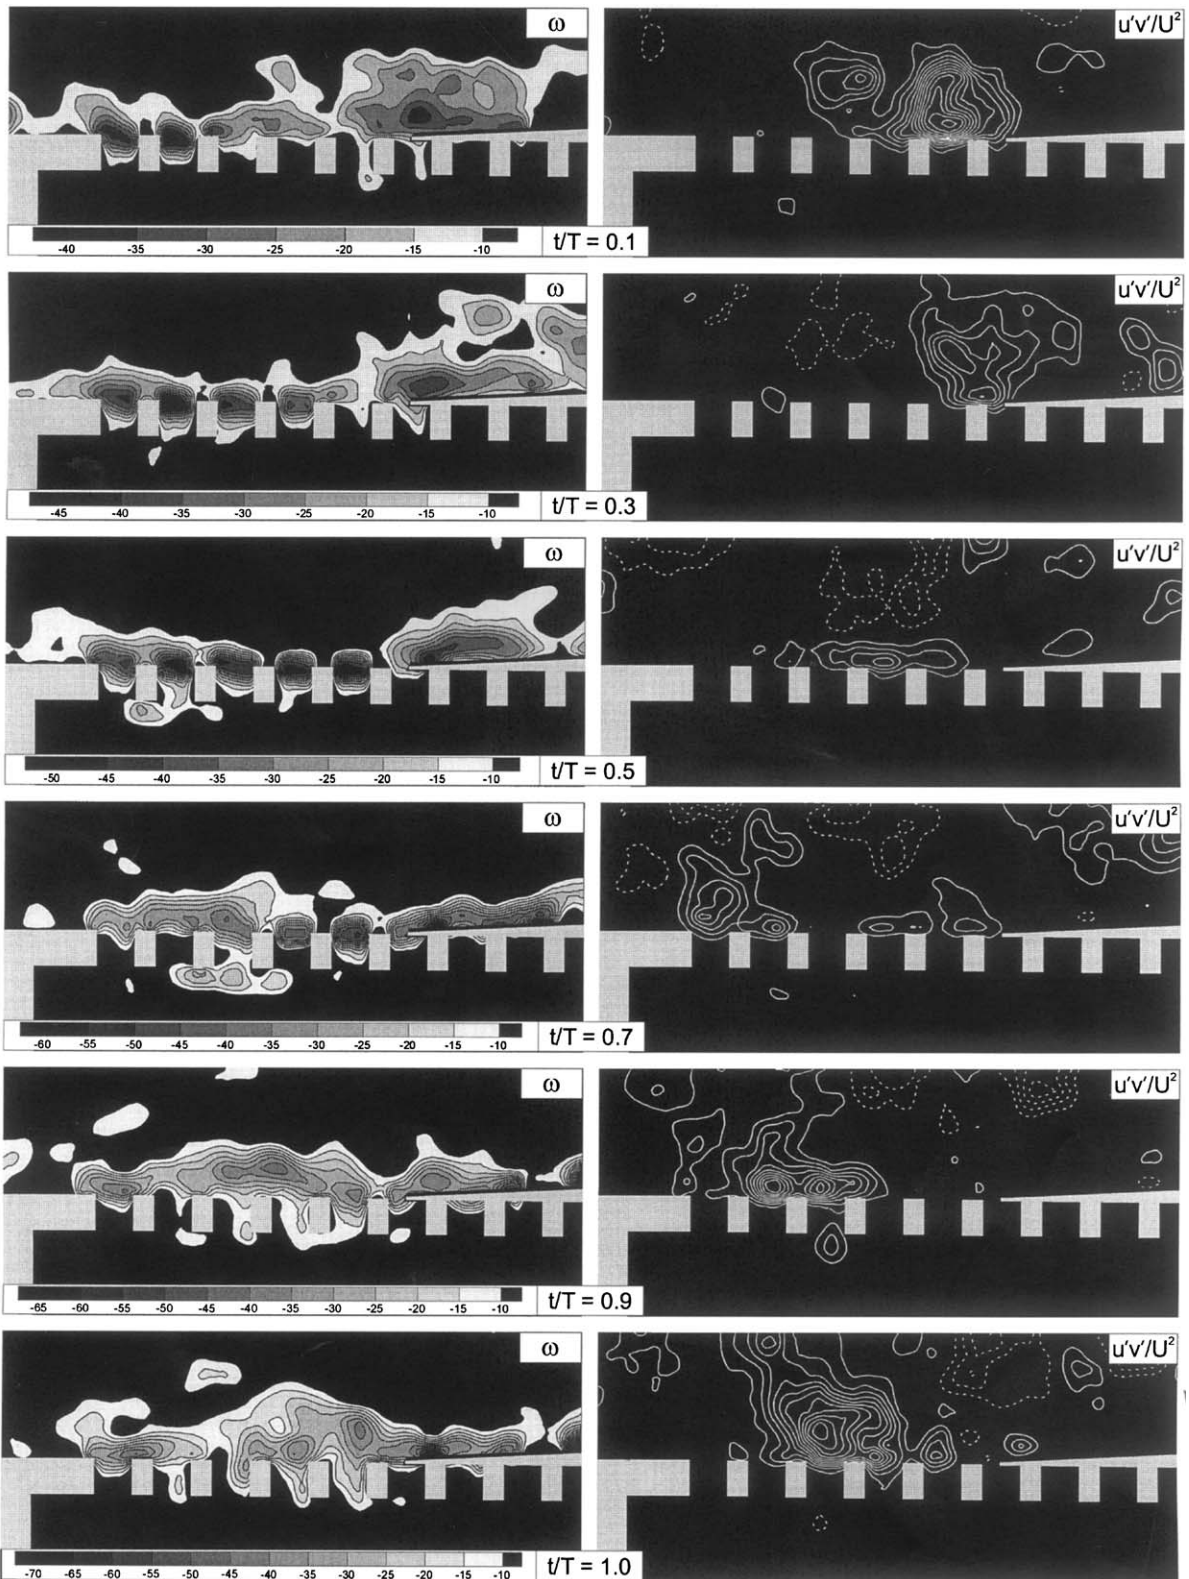 ω u'v'/U²
-40 -35 -30 -25 -20 -15 -10 t/T = 0.1
ω u'v'/U²
-45 -40 -35 -30 -25 -20 -15 -10 t/T = 0.3
ω u'v'/U²
-50 -45 -40 -35 -30 -25 -20 -15 -10 t/T = 0.5
ω u'v'/U²
-60 -55 -50 -45 -40 -35 -30 -25 -20 -15 -10 t/T = 0.7
ω u'v'/U²
-65 -60 -55 -50 -45 -40 -35 -30 -25 -20 -15 -10 t/T = 0.9
ω u'v'/U²
-70 -65 -60 -55 -50 -45 -40 -35 -30 -25 -20 -15 -10 t/T = 1.0